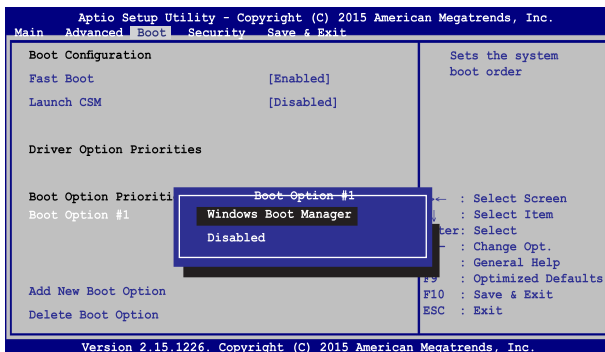 Aptio Setup Utility - Copyright (C) 2015 American Megatrends, Inc.
Main Advanced Boot Security Save & Exit
Boot Configuration
Fast Boot [Enabled]
Launch CSM [Disabled]
Driver Option Priorities
Boot Option Prioriti
Boot Option #1
Add New Boot Option
Delete Boot Option
Boot Option #1
Windows Boot Manager
Disabled
Sets the system
boot order
← : Select Screen
: Select Item
ter: Select
- : Change Opt.
: General Help
F9 : Optimized Defaults
F10 : Save & Exit
ESC : Exit
Version 2.15.1226. Copyright (C) 2015 American Megatrends, Inc.